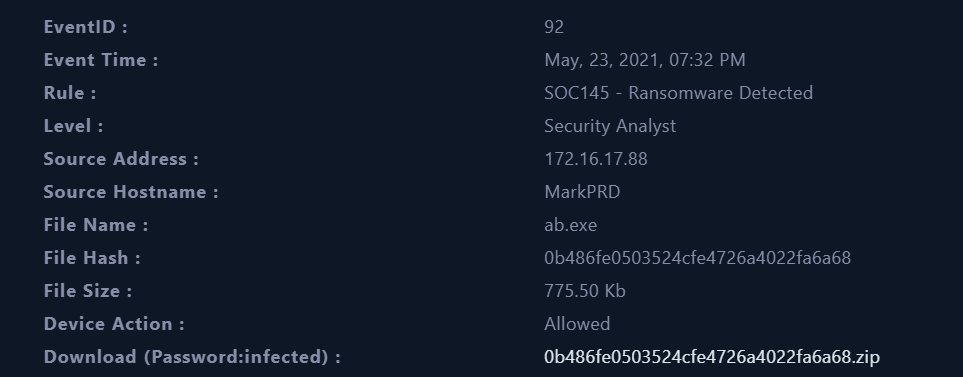 EventID : 92
Event Time : May, 23, 2021, 07:32 PM
Rule : SOC145 - Ransomware Detected
Level : Security Analyst
Source Address : 172.16.17.88
Source Hostname : MarkPRD
File Name : ab.exe
File Hash : 0b486fe0503524cfe4726a4022fa6a68
File Size : 775.50 Kb
Device Action : Allowed
Download (Password:infected) : 0b486fe0503524cfe4726a4022fa6a68.zip